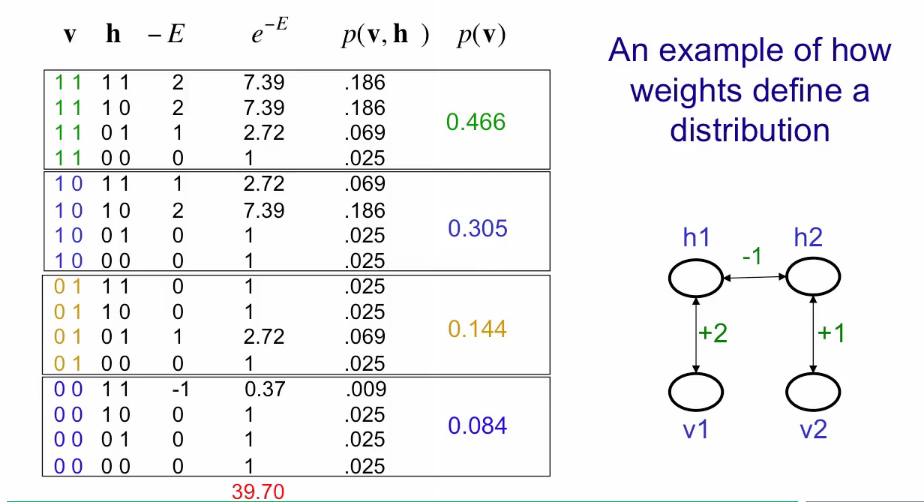 v h – E e^{-E} p(v, h ) p(v)
1 1 1 1 2 7.39 .186
1 1 1 0 2 7.39 .186
1 1 0 1 1 2.72 .069
1 1 0 0 0 1 .025
0.466
1 0 1 1 1 2.72 .069
1 0 1 0 2 7.39 .186
1 0 0 1 0 1 .025
1 0 0 0 0 1 .025
0.305
0 1 1 1 0 1 .025
0 1 1 0 0 1 .025
0 1 0 1 1 2.72 .069
0 1 0 0 0 1 .025
0.144
0 0 1 1 -1 0.37 .009
0 0 1 0 0 1 .025
0 0 0 1 0 1 .025
0 0 0 0 0 1 .025
0.084
39.70
An example of how
weights define a
distribution
h1 h2
-1
+2 +1
v1 v2